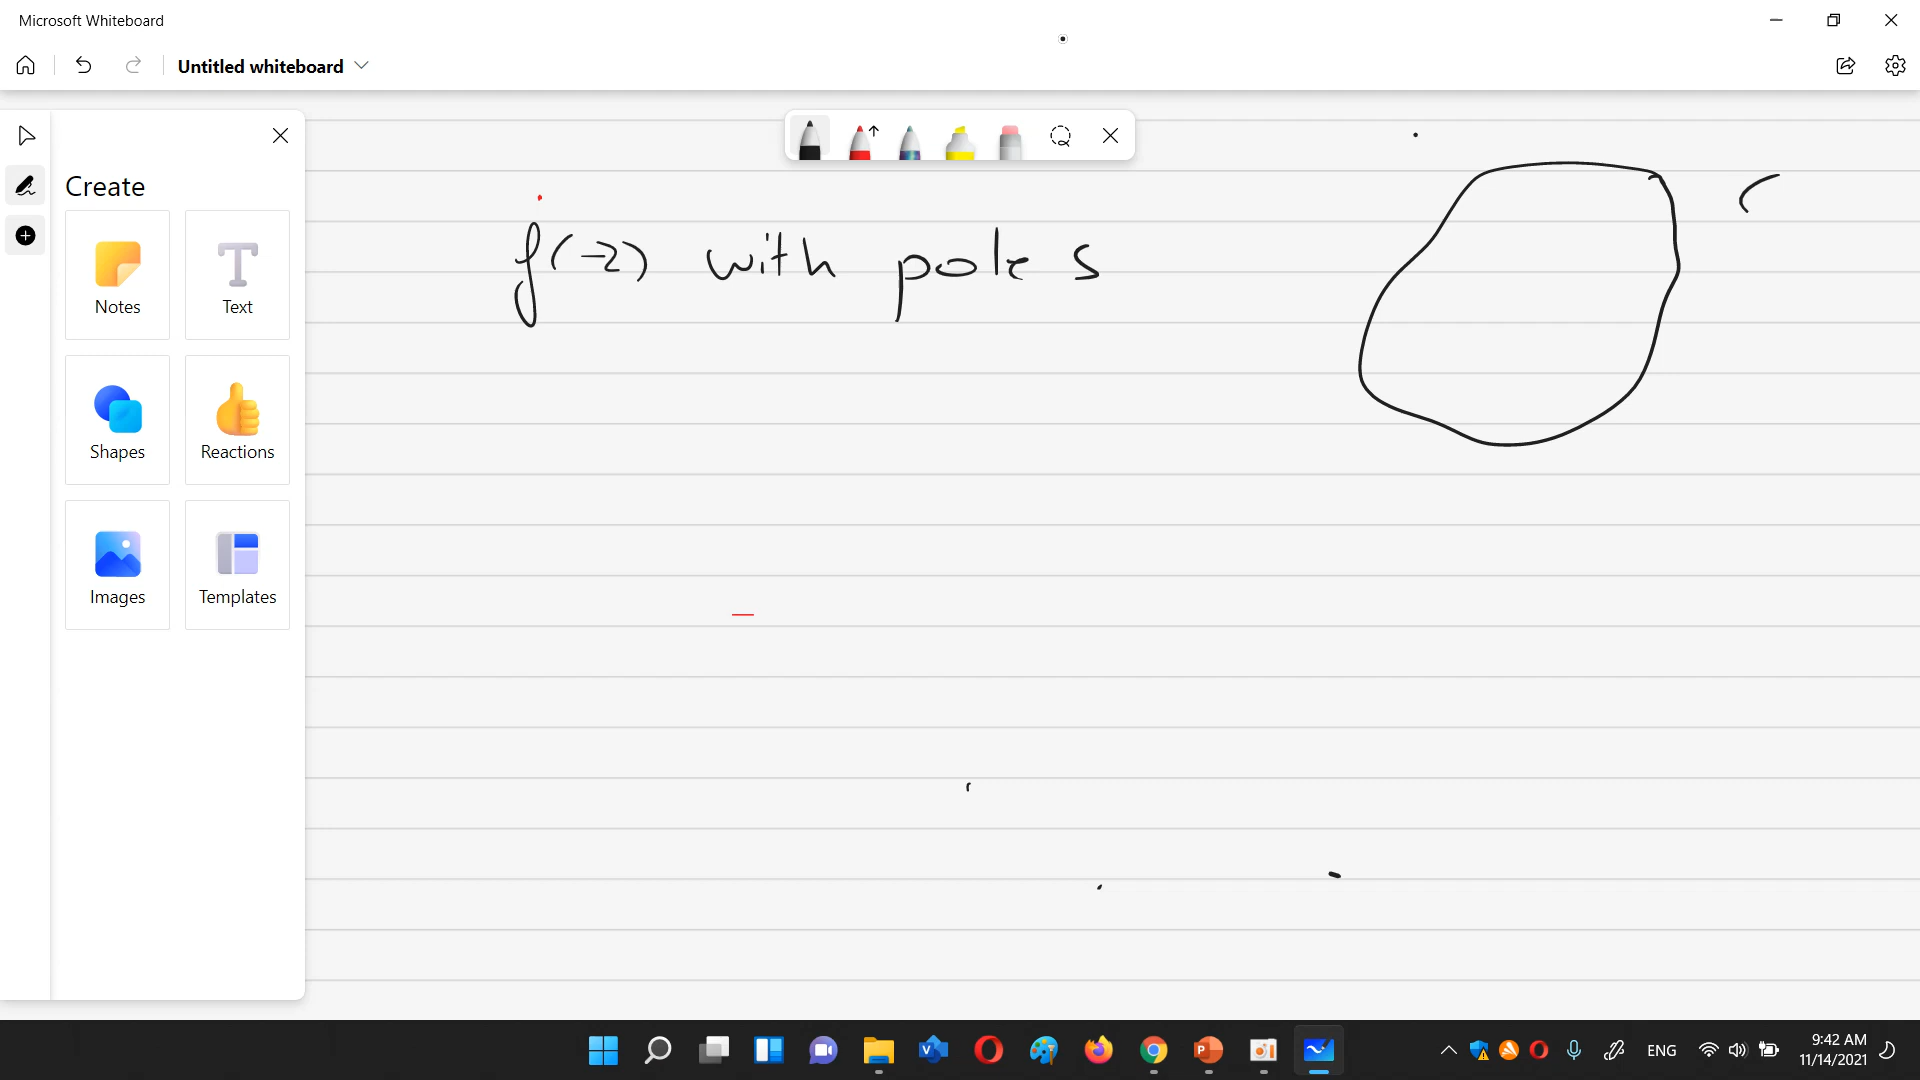 Microsoft Whiteboard
Untitled whiteboard
Create
f(-2) with poles
Notes
Text
Shapes
Reactions
Images
Templates
ENG
9:42 AM
11/14/2021